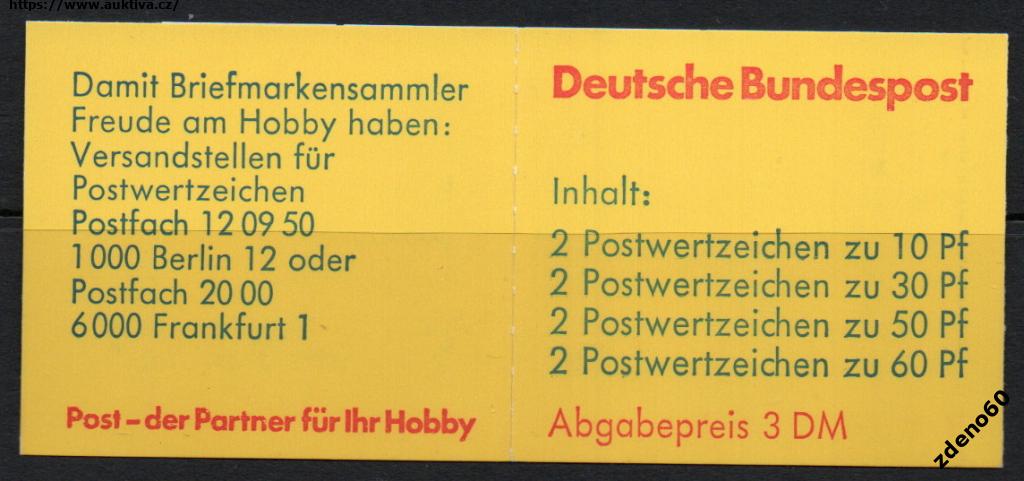 https://www.auktiva.cz/
Damit Briefmarkensammler
Freude am Hobby haben:
Versandstellen für
Postwertzeichen
Postfach 12 09 50
1000 Berlin 12 oder
Postfach 20 00
6000 Frankfurt 1
Post – der Partner für Ihr Hobby
Deutsche Bundespost
Inhalt:
2 Postwertzeichen zu 10 Pf
2 Postwertzeichen zu 30 Pf
2 Postwertzeichen zu 50 Pf
2 Postwertzeichen zu 60 Pf
Abgabepreis 3 DM
zdeno60